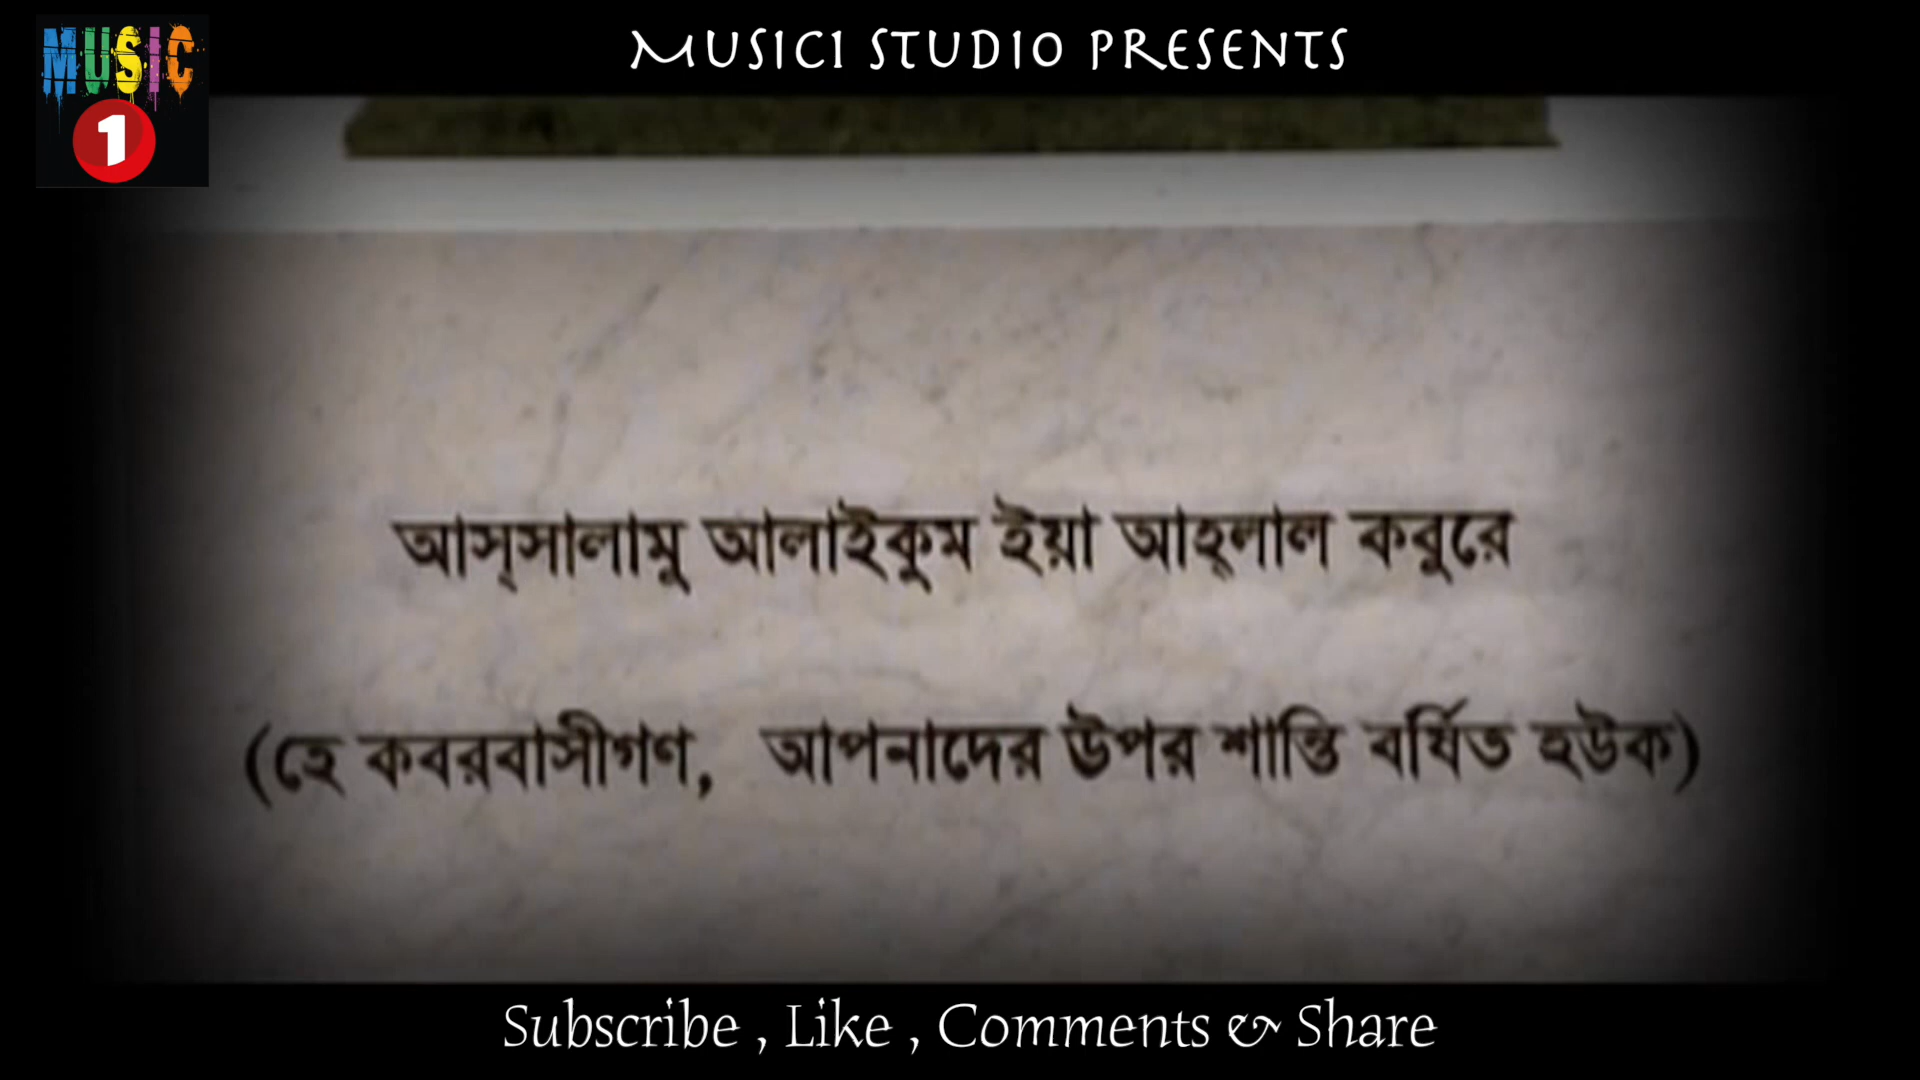 MUSIC
1
MUSIC1 STUDIO PRESENTS
আস্সালামু আলাইকুম ইয়া আহ্লাল কবুরে
(হে কবরবাসীগণ, আপনাদের উপর শান্তি বর্ষিত হউক)
Subscribe , Like , Comments & Share